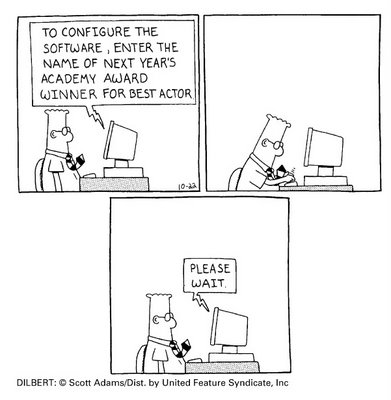 TO CONFIGURE THE
SOFTWARE, ENTER THE
NAME OF NEXT YEAR'S
ACADEMY AWARD
WINNER FOR BEST ACTOR
10-22
PLEASE
WAIT.
DILBERT: © Scott Adams/Dist. by United Feature Syndicate, Inc